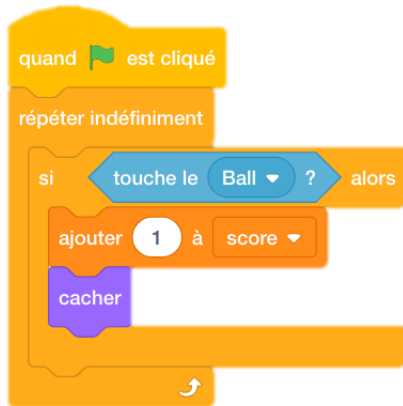 quand est cliqué
répéter indéfiniment
si touche le Ball ? alors
ajouter 1 à score
cacher